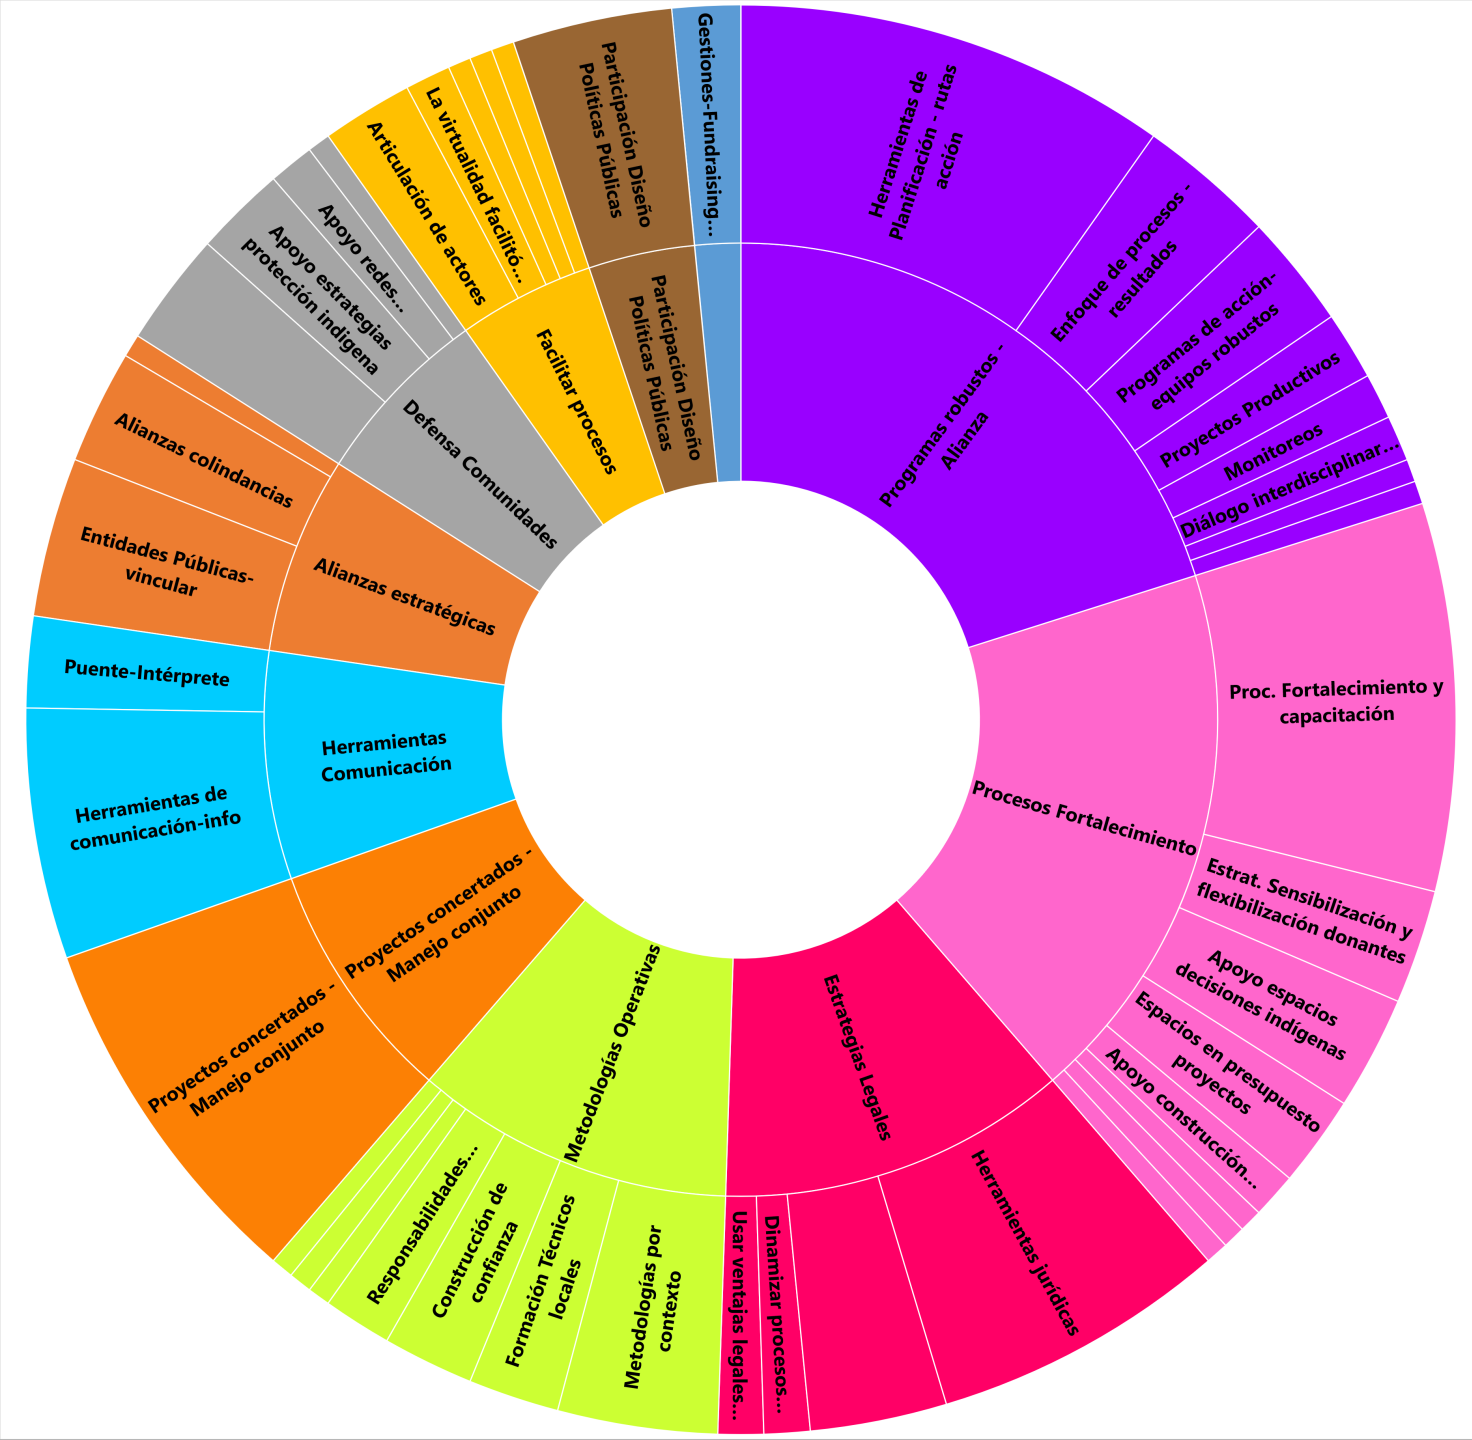 Programas robustos -
Alianza
Herramientas de
Planificación - rutas
acción
Enfoque de procesos -
resultados
Programas de acción-
equipos robustos
Proyectos Productivos
Monitoreos
Diálogo interdisciplinar...
Procesos Fortalecimiento
Proc. Fortalecimiento y
capacitación
Estrat. Sensibilización y
flexibilización donantes
Apoyo espacios
decisiones indígenas
Espacios en presupuesto
proyectos
Apoyo construcción...
Estrategias Legales
Herramientas jurídicas
Dinamizar procesos...
Usar ventajas legales...
Metodologías Operativas
Metodologías por
contexto
Formación Técnicos
locales
Construcción de
confianza
Responsabilidades...
Proyectos concertados -
Manejo conjunto
Proyectos concertados -
Manejo conjunto
Herramientas
Comunicación
Herramientas de
comunicación-info
Puente-Intérprete
Alianzas estratégicas
Entidades Públicas-
vincular
Alianzas colindancias
Defensa Comunidades
Apoyo estrategias
protección indigena
Apoyo redes...
Facilitar procesos
Articulación de actores
La virtualidad facilitó...
Participación Diseño
Políticas Públicas
Participación Diseño
Políticas Públicas
Gestiones-Fundraising...